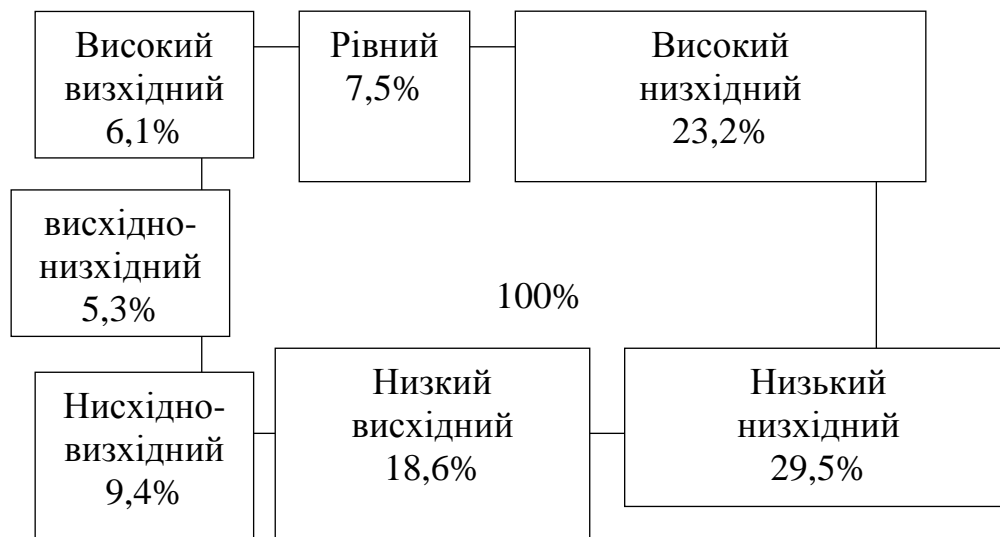 Високий
визхідний
6,1%
Рівний
7,5%
Високий
низхідний
23,2%
висхідно-
низхідний
5,3%
100%
Нисхідно-
визхідний
9,4%
Низкий
висхідний
18,6%
Низький
низхідний
29,5%